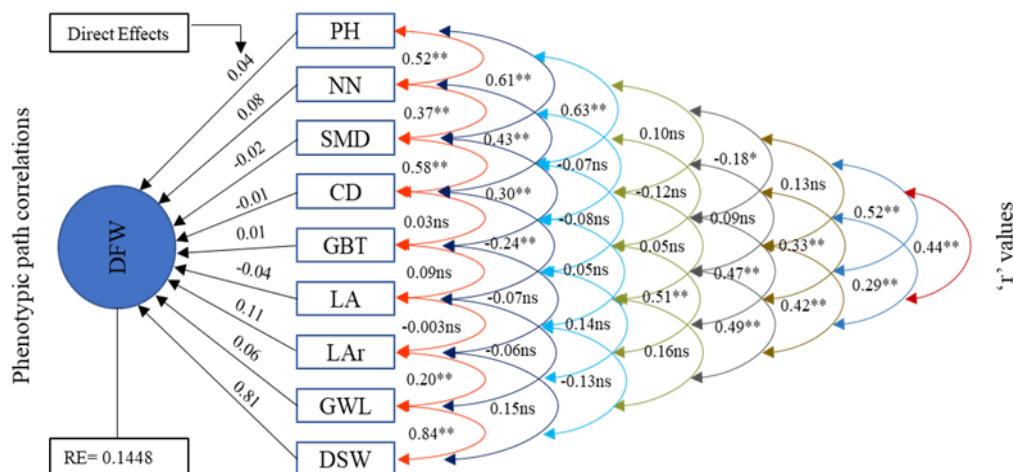 Direct Effects
Phenotypic path correlations
DFW
RE= 0.1448
0.04
0.08
-0.02
-0.01
0.01
-0.04
0.11
0.06
0.81
PH
NN
SMD
CD
GBT
LA
LAr
GWL
DSW
0.52**
0.37**
0.58**
0.03ns
0.09ns
-0.003ns
0.20**
0.84**
0.61**
0.43**
0.30**
-0.24**
-0.07ns
-0.06ns
0.15ns
0.63**
-0.07ns
-0.08ns
0.05ns
0.14ns
-0.13ns
0.10ns
-0.12ns
0.05ns
0.51**
0.16ns
-0.18*
0.09ns
0.47**
0.49**
0.13ns
0.33**
0.42**
0.52**
0.29**
0.44**
'r' values